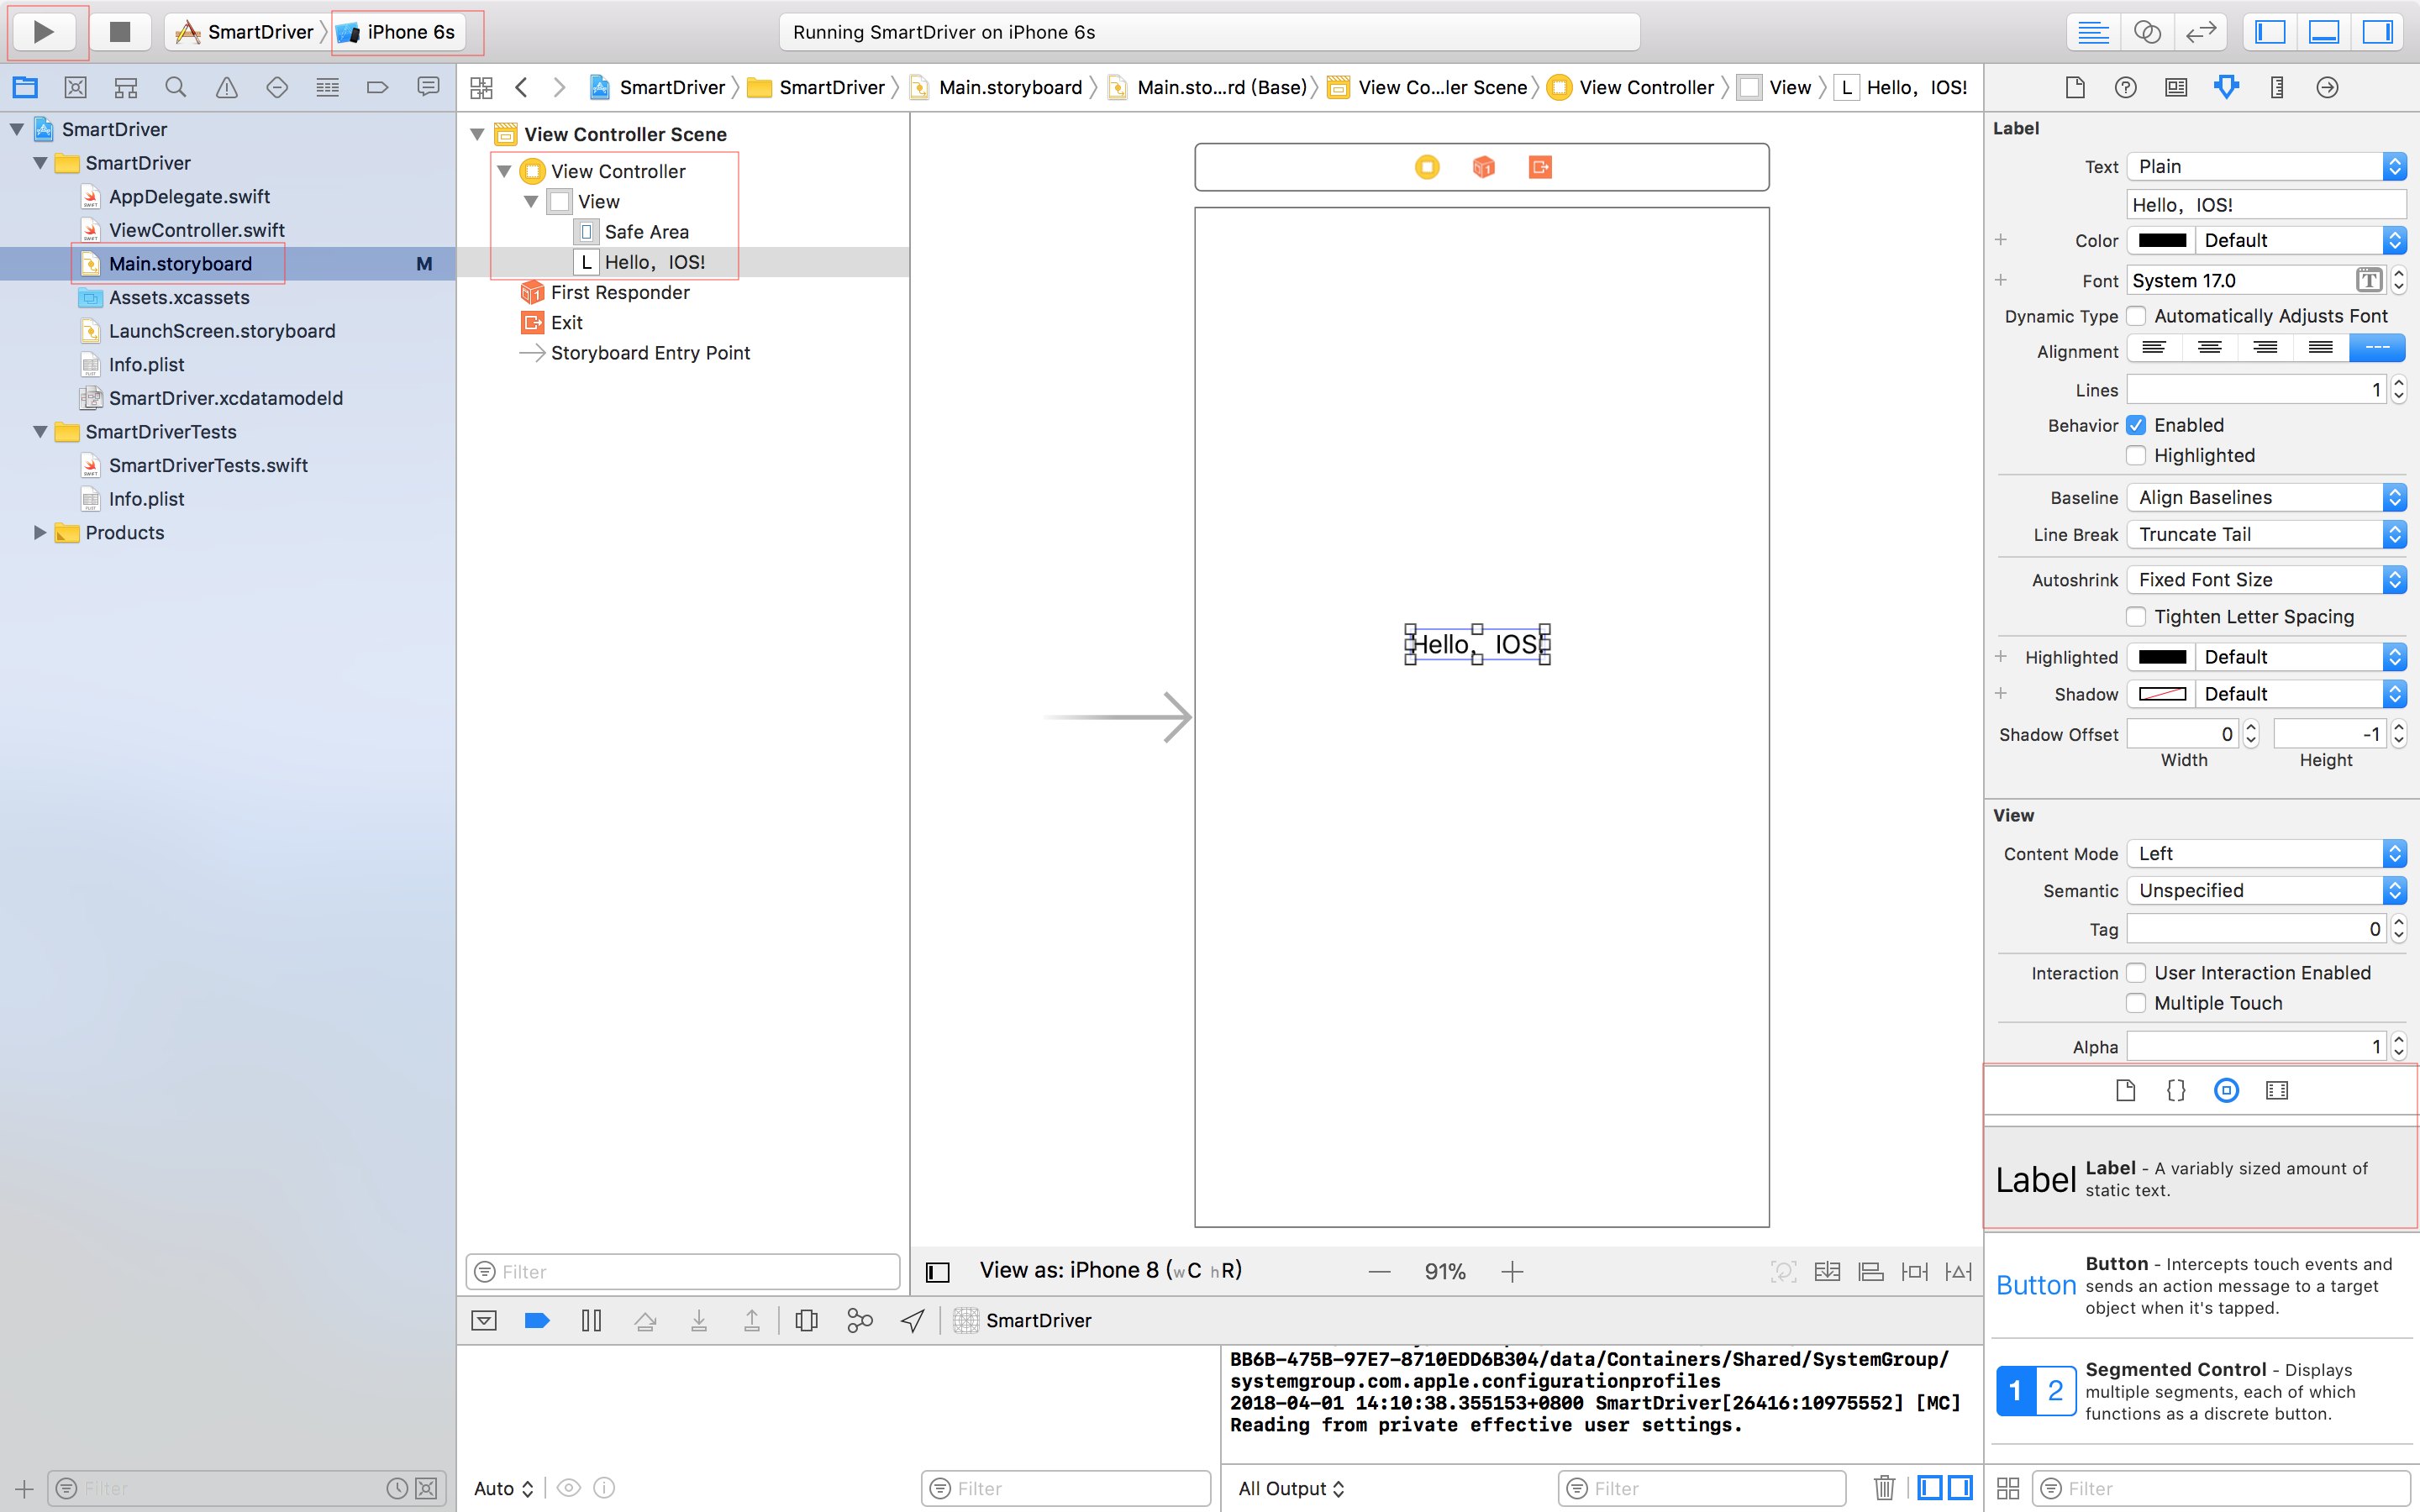 SmartDriver iPhone 6s Running SmartDriver on iPhone 6s
SmartDriver SmartDriver Main.storyboard Main.sto...rd (Base) View Co...ler Scene View Controller View L Hello，IOS!
SmartDriver
SmartDriver
AppDelegate.swift
ViewController.swift
Main.storyboard M
Assets.xcassets
LaunchScreen.storyboard
Info.plist
SmartDriver.xcdatamodeld
SmartDriverTests
SmartDriverTests.swift
Info.plist
Products
Filter
View Controller Scene
View Controller
View
Safe Area
L Hello，IOS!
First Responder
Exit
Storyboard Entry Point
Filter
Hello，IOS!
View as: iPhone 8 (wC hR) 91%
SmartDriver
BB6B-475B-97E7-8710EDD6B304/data/Containers/Shared/SystemGroup/
systemgroup.com.apple.configurationprofiles
2018-04-01 14:10:38.355153+0800 SmartDriver[26416:10975552] [MC]
Reading from private effective user settings.
Auto Filter All Output Filter
Label
Text Plain
Hello，IOS!
Color Default
Font System 17.0
Dynamic Type Automatically Adjusts Font
Alignment
Lines 1
Behavior Enabled
Highlighted
Baseline Align Baselines
Line Break Truncate Tail
Autoshrink Fixed Font Size
Tighten Letter Spacing
Highlighted Default
Shadow Default
Shadow Offset 0 -1
Width Height
View
Content Mode Left
Semantic Unspecified
Tag 0
Interaction User Interaction Enabled
Multiple Touch
Alpha 1
Label Label - A variably sized amount of
static text.
Button - Intercepts touch events and
Button sends an action message to a target
object when it's tapped.
Segmented Control - Displays
1 2 multiple segments, each of which
functions as a discrete button.
Filter